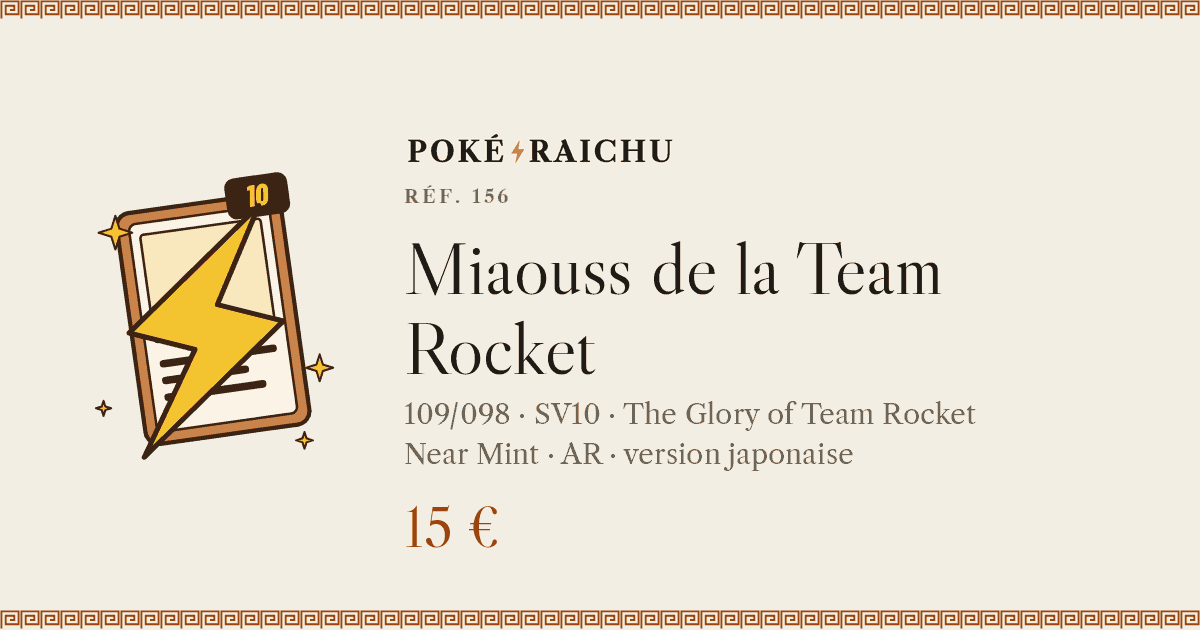 POKÉ RAICHU
RÉF. 156
10
Miaouss de la Team
Rocket
109/098 · SV10 · The Glory of Team Rocket
Near Mint · AR · version japonaise
15 €